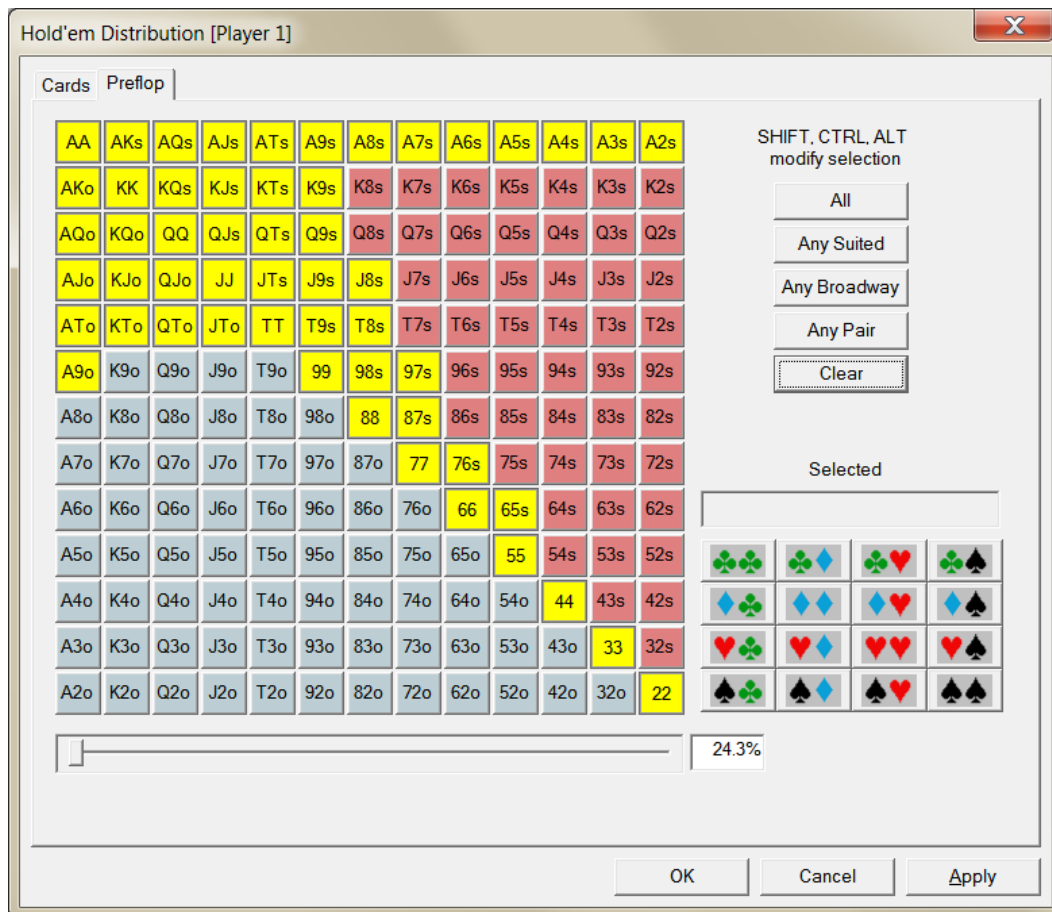 Hold'em Distribution [Player 1]
X
Cards Preflop
AA AKs AQs AJs ATs A9s A8s A7s A6s A5s A4s A3s A2s
AKo KK KQs KJs KTs K9s K8s K7s K6s K5s K4s K3s K2s
AQo KQo QQ QJs QTs Q9s Q8s Q7s Q6s Q5s Q4s Q3s Q2s
AJo KJo QJo JJ JTs J9s J8s J7s J6s J5s J4s J3s J2s
ATo KTo QTo JTo TT T9s T8s T7s T6s T5s T4s T3s T2s
A9o K9o Q9o J9o T9o 99 98s 97s 96s 95s 94s 93s 92s
A8o K8o Q8o J8o T8o 98o 88 87s 86s 85s 84s 83s 82s
A7o K7o Q7o J7o T7o 97o 87o 77 76s 75s 74s 73s 72s
A6o K6o Q6o J6o T6o 96o 86o 76o 66 65s 64s 63s 62s
A5o K5o Q5o J5o T5o 95o 85o 75o 65o 55 54s 53s 52s
A4o K4o Q4o J4o T4o 94o 84o 74o 64o 54o 44 43s 42s
A3o K3o Q3o J3o T3o 93o 83o 73o 63o 53o 43o 33 32s
A2o K2o Q2o J2o T2o 92o 82o 72o 62o 52o 42o 32o 22
24.3%
SHIFT, CTRL, ALT
modify selection
All
Any Suited
Any Broadway
Any Pair
Clear
Selected
OK Cancel Apply